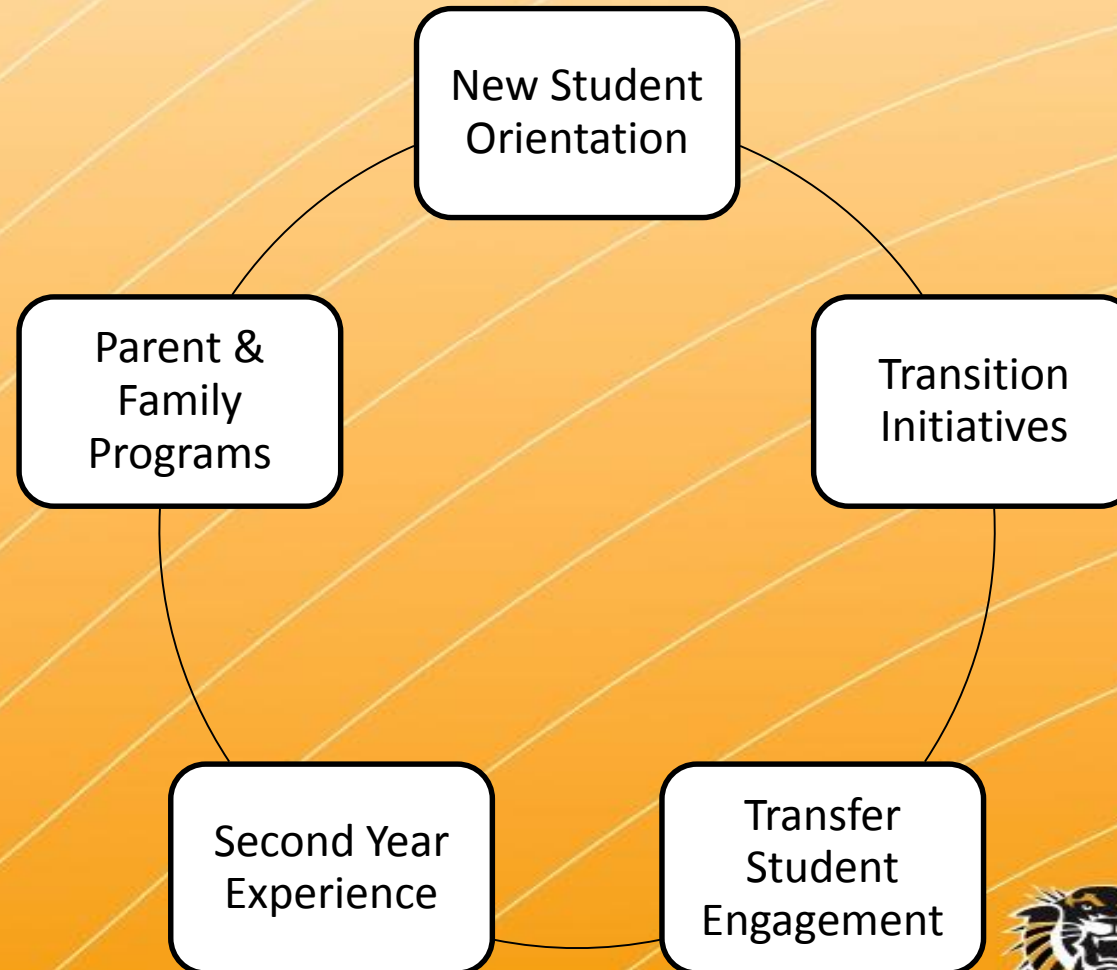 New Student
Orientation
Transition
Initiatives
Transfer
Student
Engagement
Second Year
Experience
Parent &
Family
Programs